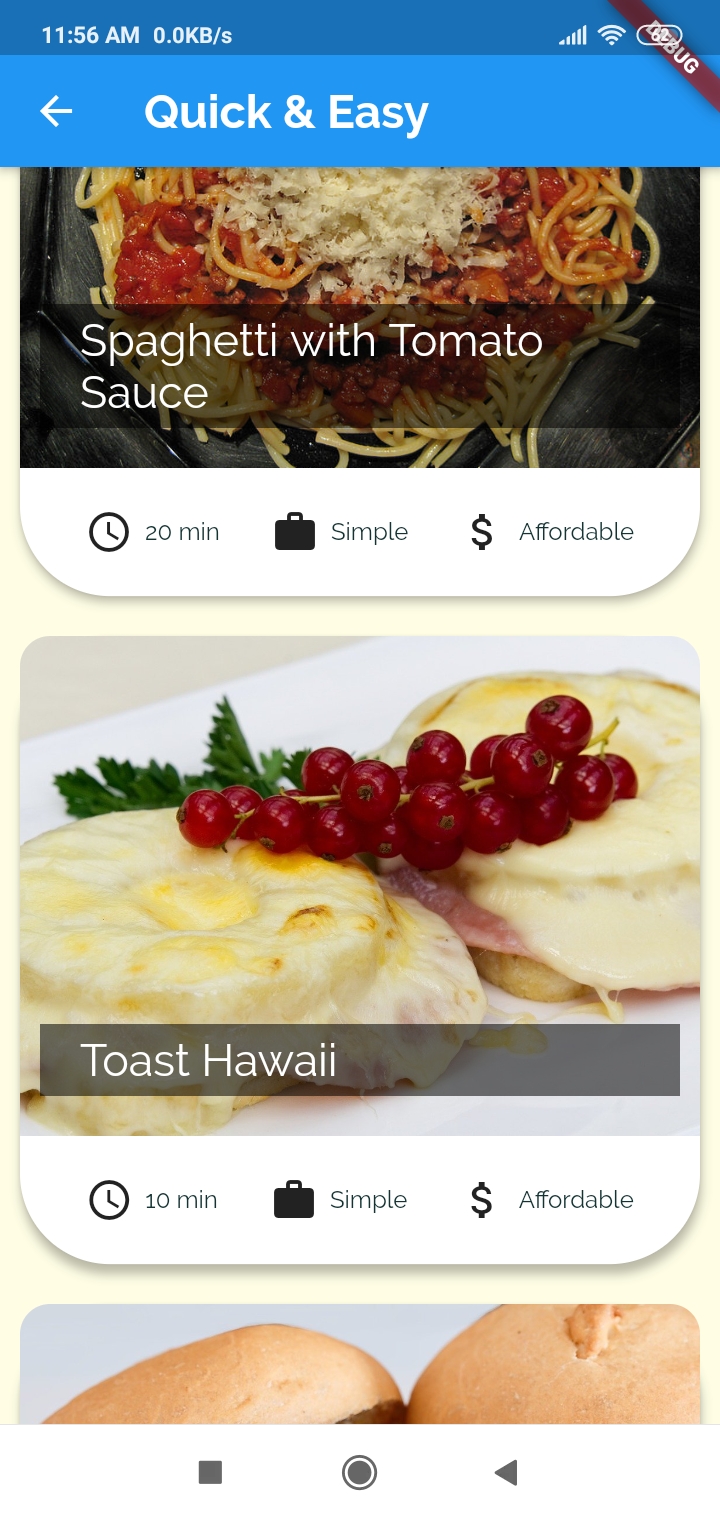 11:56 AM 0.0KB/s
62
DEBUG
Quick & Easy
Spaghetti with Tomato
Sauce
20 min Simple Affordable
Toast Hawaii
10 min Simple Affordable